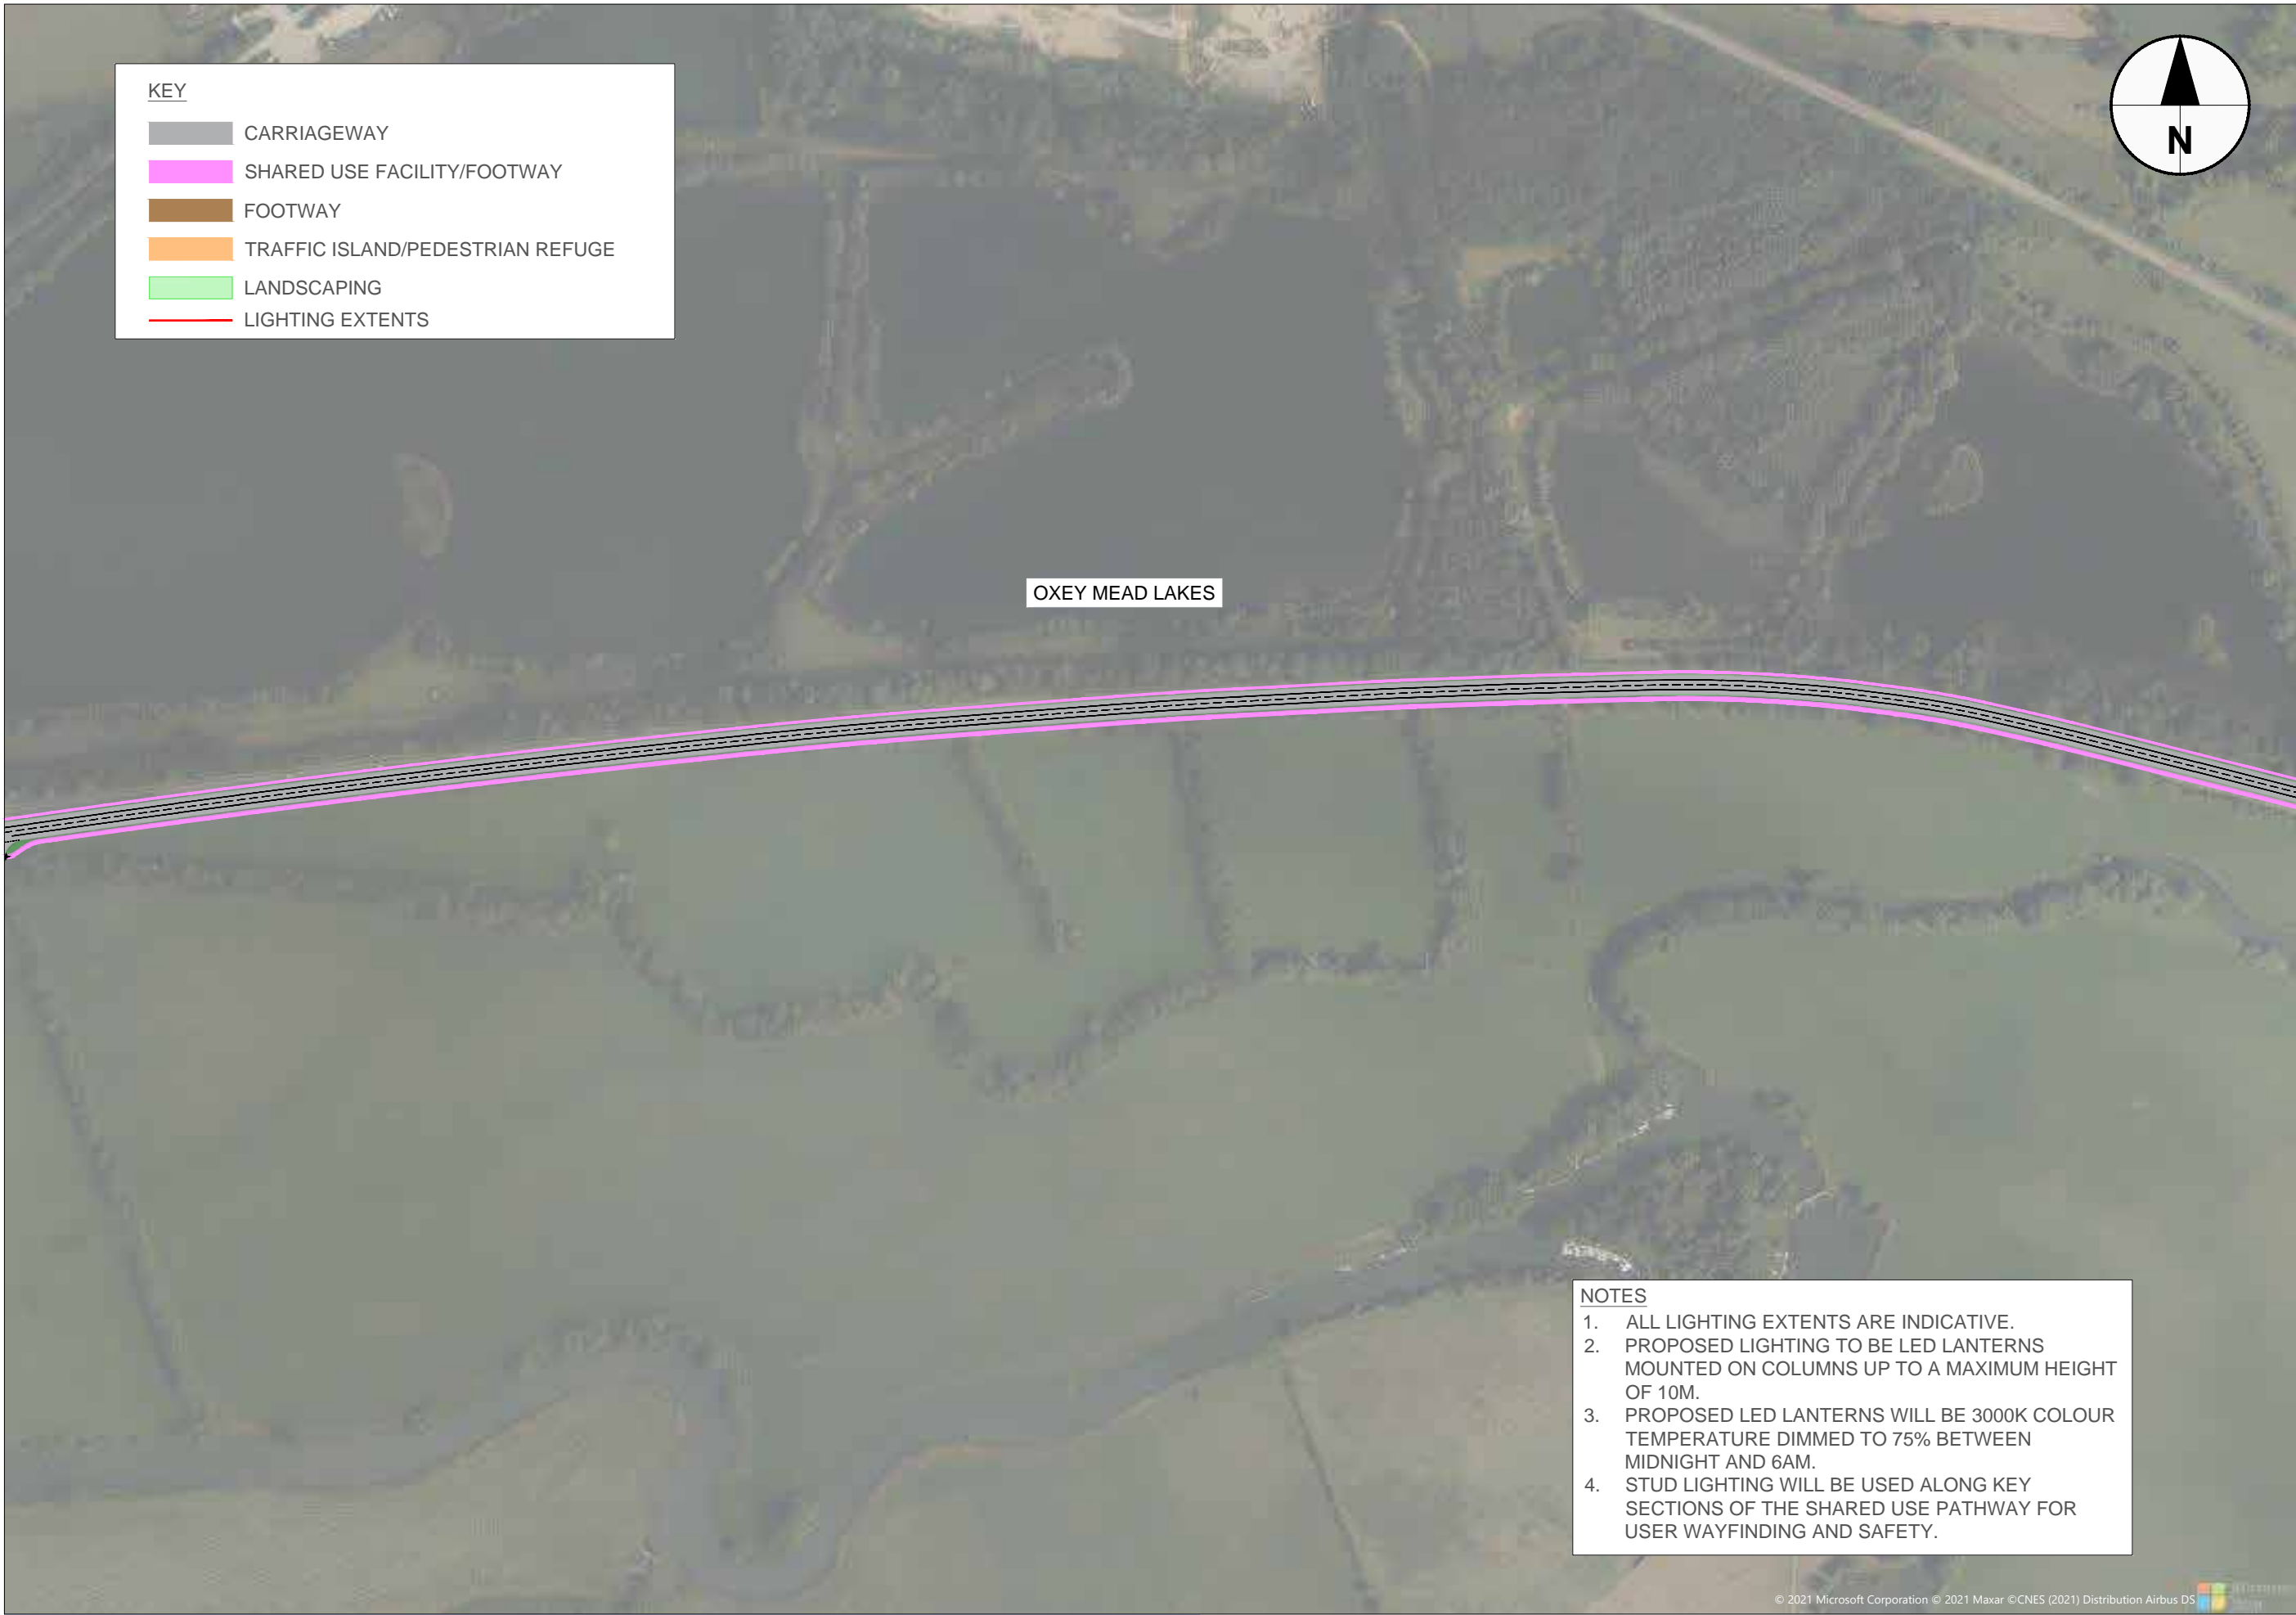 KEY
CARRIAGEWAY
SHARED USE FACILITY/FOOTWAY
FOOTWAY
TRAFFIC ISLAND/PEDESTRIAN REFUGE
LANDSCAPING
LIGHTING EXTENTS
N
OXEY MEAD LAKES
NOTES
1. ALL LIGHTING EXTENTS ARE INDICATIVE.
2. PROPOSED LIGHTING TO BE LED LANTERNS
MOUNTED ON COLUMNS UP TO A MAXIMUM HEIGHT
OF 10M.
3. PROPOSED LED LANTERNS WILL BE 3000K COLOUR
TEMPERATURE DIMMED TO 75% BETWEEN
MIDNIGHT AND 6AM.
4. STUD LIGHTING WILL BE USED ALONG KEY
SECTIONS OF THE SHARED USE PATHWAY FOR
USER WAYFINDING AND SAFETY.
© 2021 Microsoft Corporation © 2021 Maxar ©CNES (2021) Distribution Airbus DS